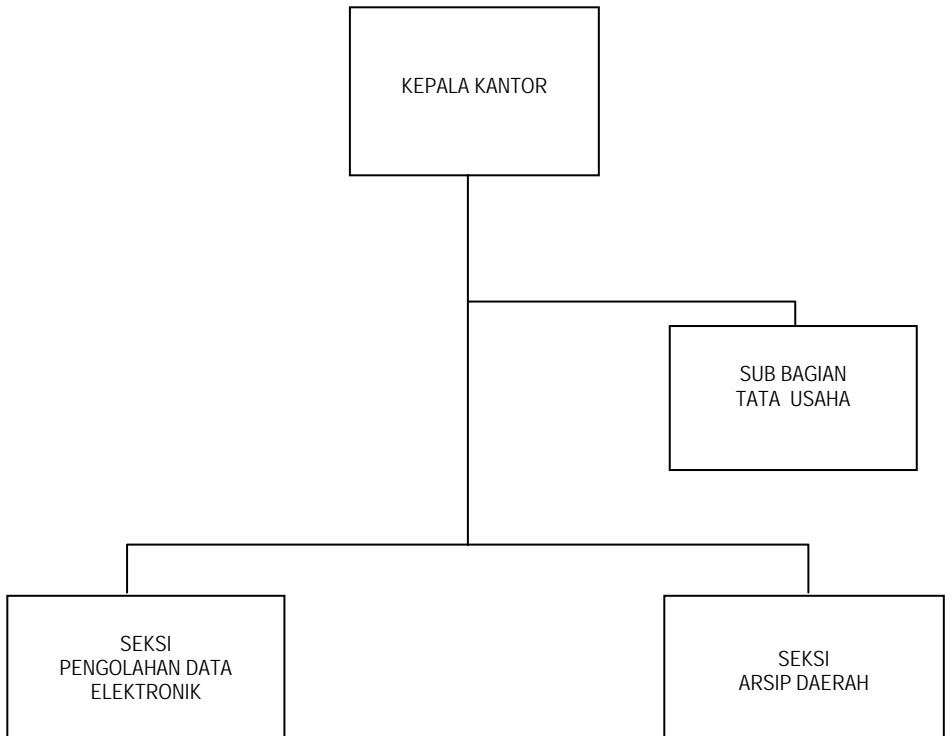 KEPALA KANTOR
SUB BAGIAN
TATA USAHA
SEKSI
PENGOLAHAN DATA
ELEKTRONIK
SEKSI
ARSIP DAERAH